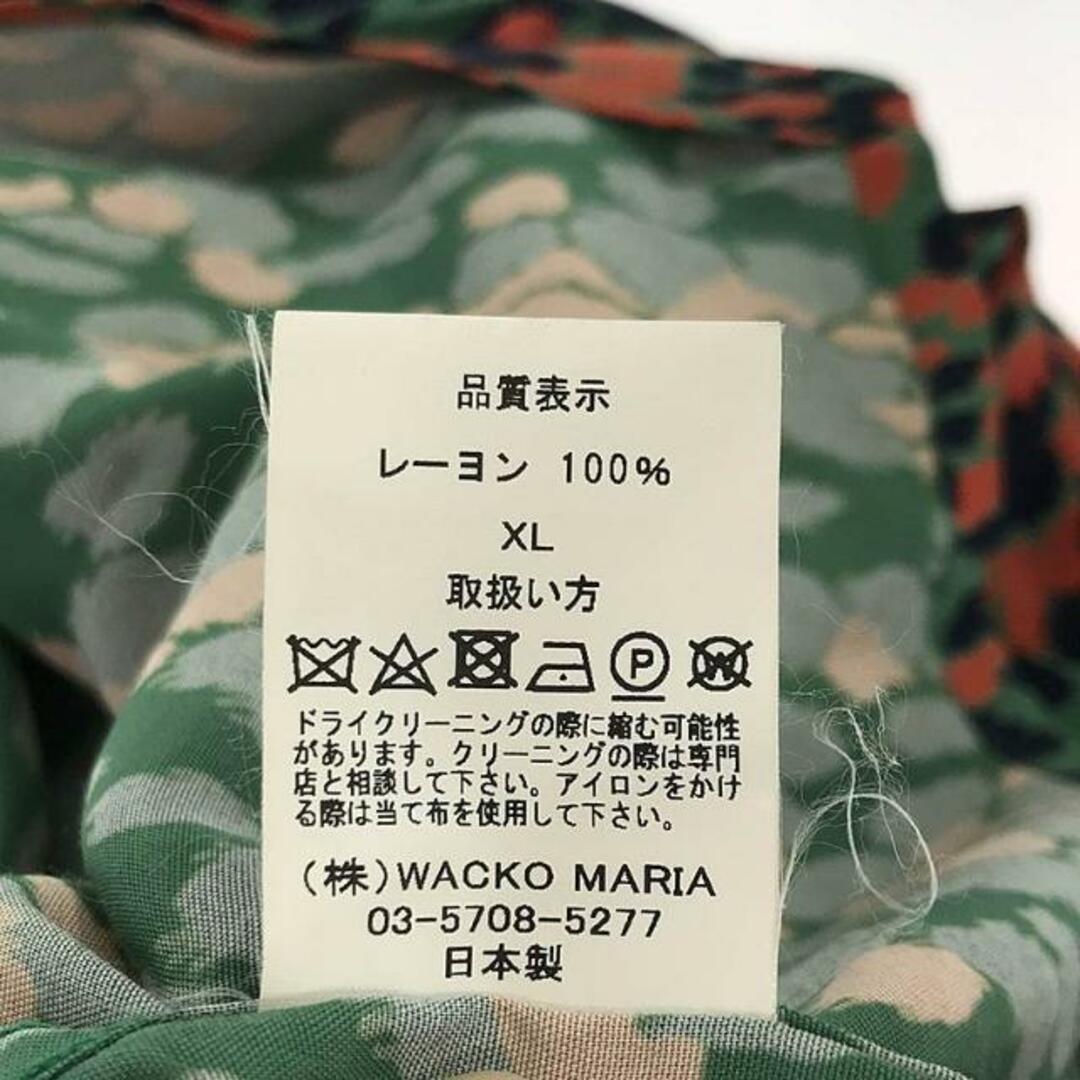 品質表示
レーヨン 100%
XL
取扱い方
P W
ドライクリーニングの際に縮む可能性
があります。クリーニングの際は専門
店と相談して下さい。アイロンをかけ
る際は当て布を使用して下さい。
(株)WACKO MARIA
03-5708-5277
日本製